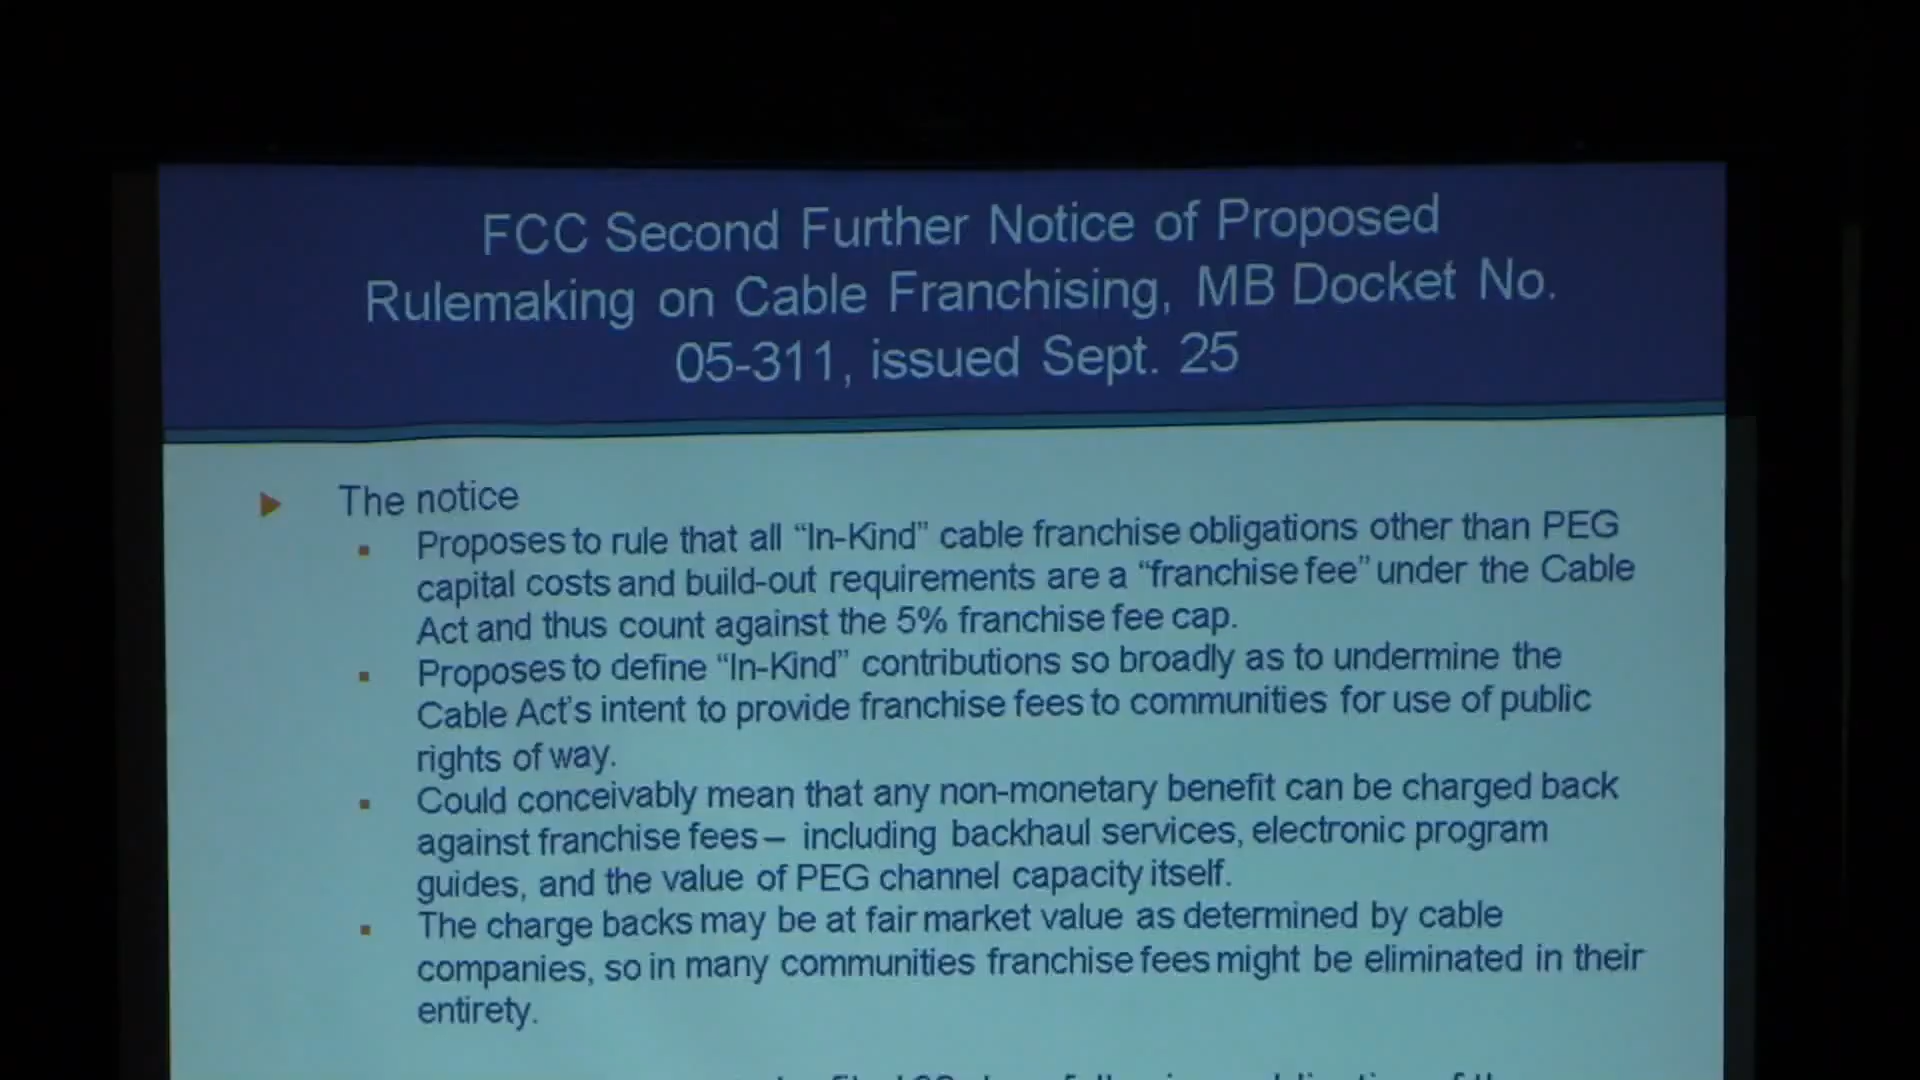 FCC Second Further Notice of Proposed
Rulemaking on Cable Franchising, MB Docket No.
05-311, issued Sept. 25
The notice
Proposes to rule that all “In-Kind” cable franchise obligations other than PEG
capital costs and build-out requirements are a “franchise fee” under the Cable
Act and thus count against the 5% franchise fee cap.
Proposes to define “In-Kind” contributions so broadly as to undermine the
Cable Act’s intent to provide franchise fees to communities for use of public
rights of way.
Could conceivably mean that any non-monetary benefit can be charged back
against franchise fees – including backhaul services, electronic program
guides, and the value of PEG channel capacity itself.
The charge backs may be at fair market value as determined by cable
companies, so in many communities franchise fees might be eliminated in their
entirety.